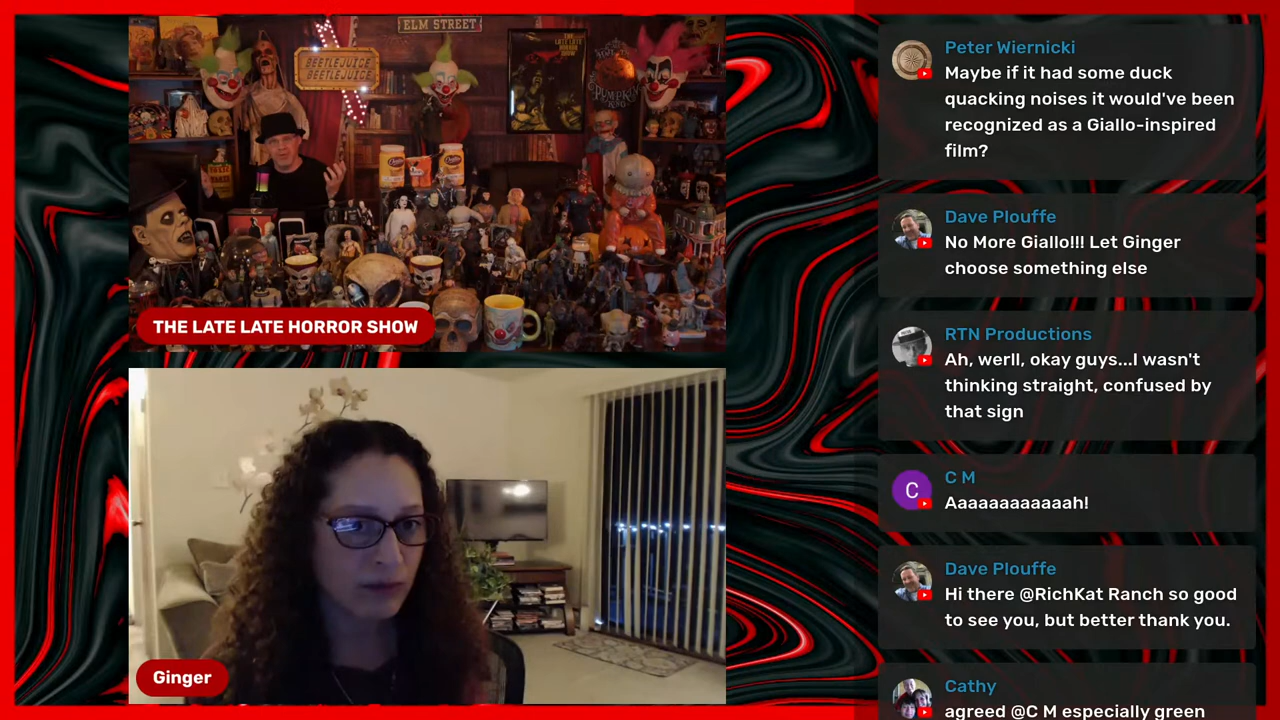 ELM STREET
BEETLEJUICE
BEETLEJUICE
THE LATE LATE HORROR SHOW
Ginger
Peter Wiernicki
Maybe if it had some duck
quacking noises it would've been
recognized as a Giallo-inspired
film?
Dave Plouffe
No More Giallo!!! Let Ginger
choose something else
RTN Productions
Ah, werll, okay guys...I wasn't
thinking straight, confused by
that sign
C M
C
Aaaaaaaaaaaah!
Dave Plouffe
Hi there @RichKat Ranch so good
to see you, but better thank you.
Cathy
agreed @C M especially green